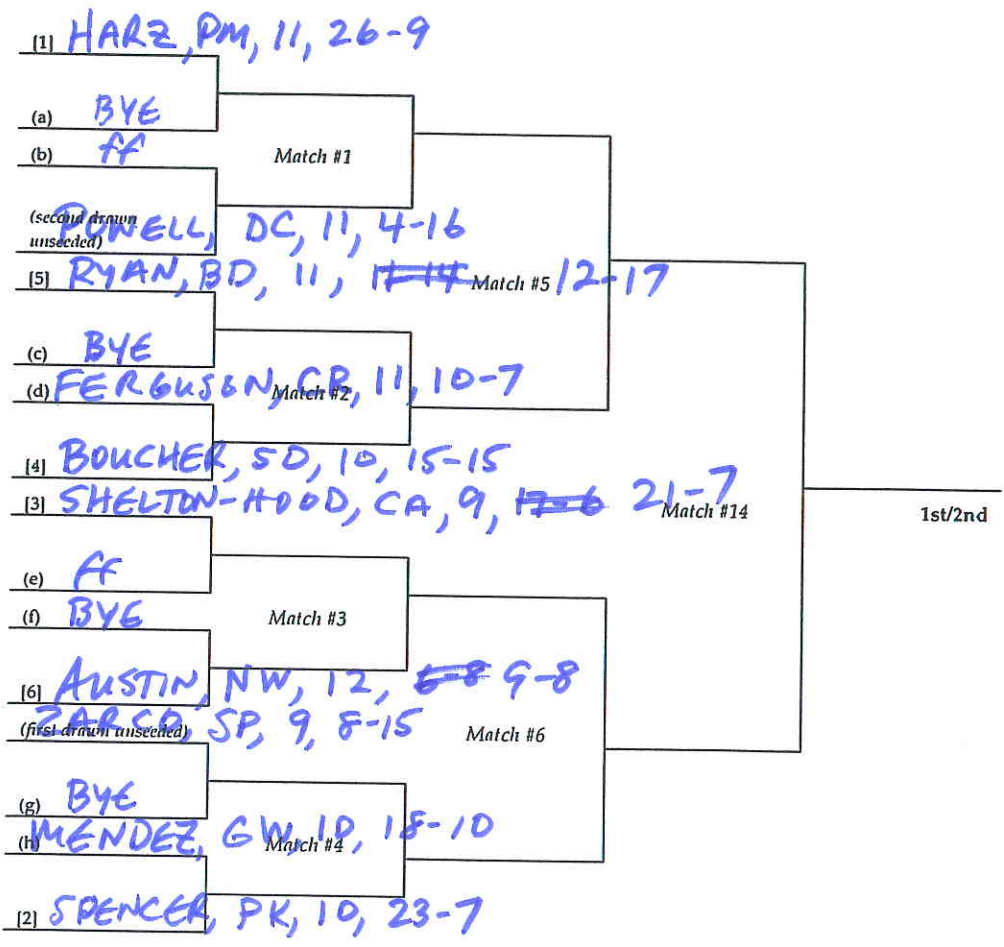 [1] HARZ, PM, 11, 26-9
(a) BYE
(b) ff
Match #1
(second drawn
unseeded) POWELL, DC, 11, 4-16
[5] RYAN, BD, 11, 11-14 Match #5 12-17
(c) BYE
(d) FERGUSON, CR, 11, 10-7
Match #2
[4] BOUCHER, SD, 10, 15-15
[3] SHELTON-HOOD, CA, 9, 17-6 21-7
Match #14
1st/2nd
(e) ff
(f) BYE
Match #3
[6] AUSTIN, NW, 12, 6-8 9-8
(first drawn unseeded) ZARCO, SP, 9, 8-15
Match #6
(g) BYE
(h) MENDEZ, GW, 10, 18-10
Match #4
[2] SPENCER, PK, 10, 23-7